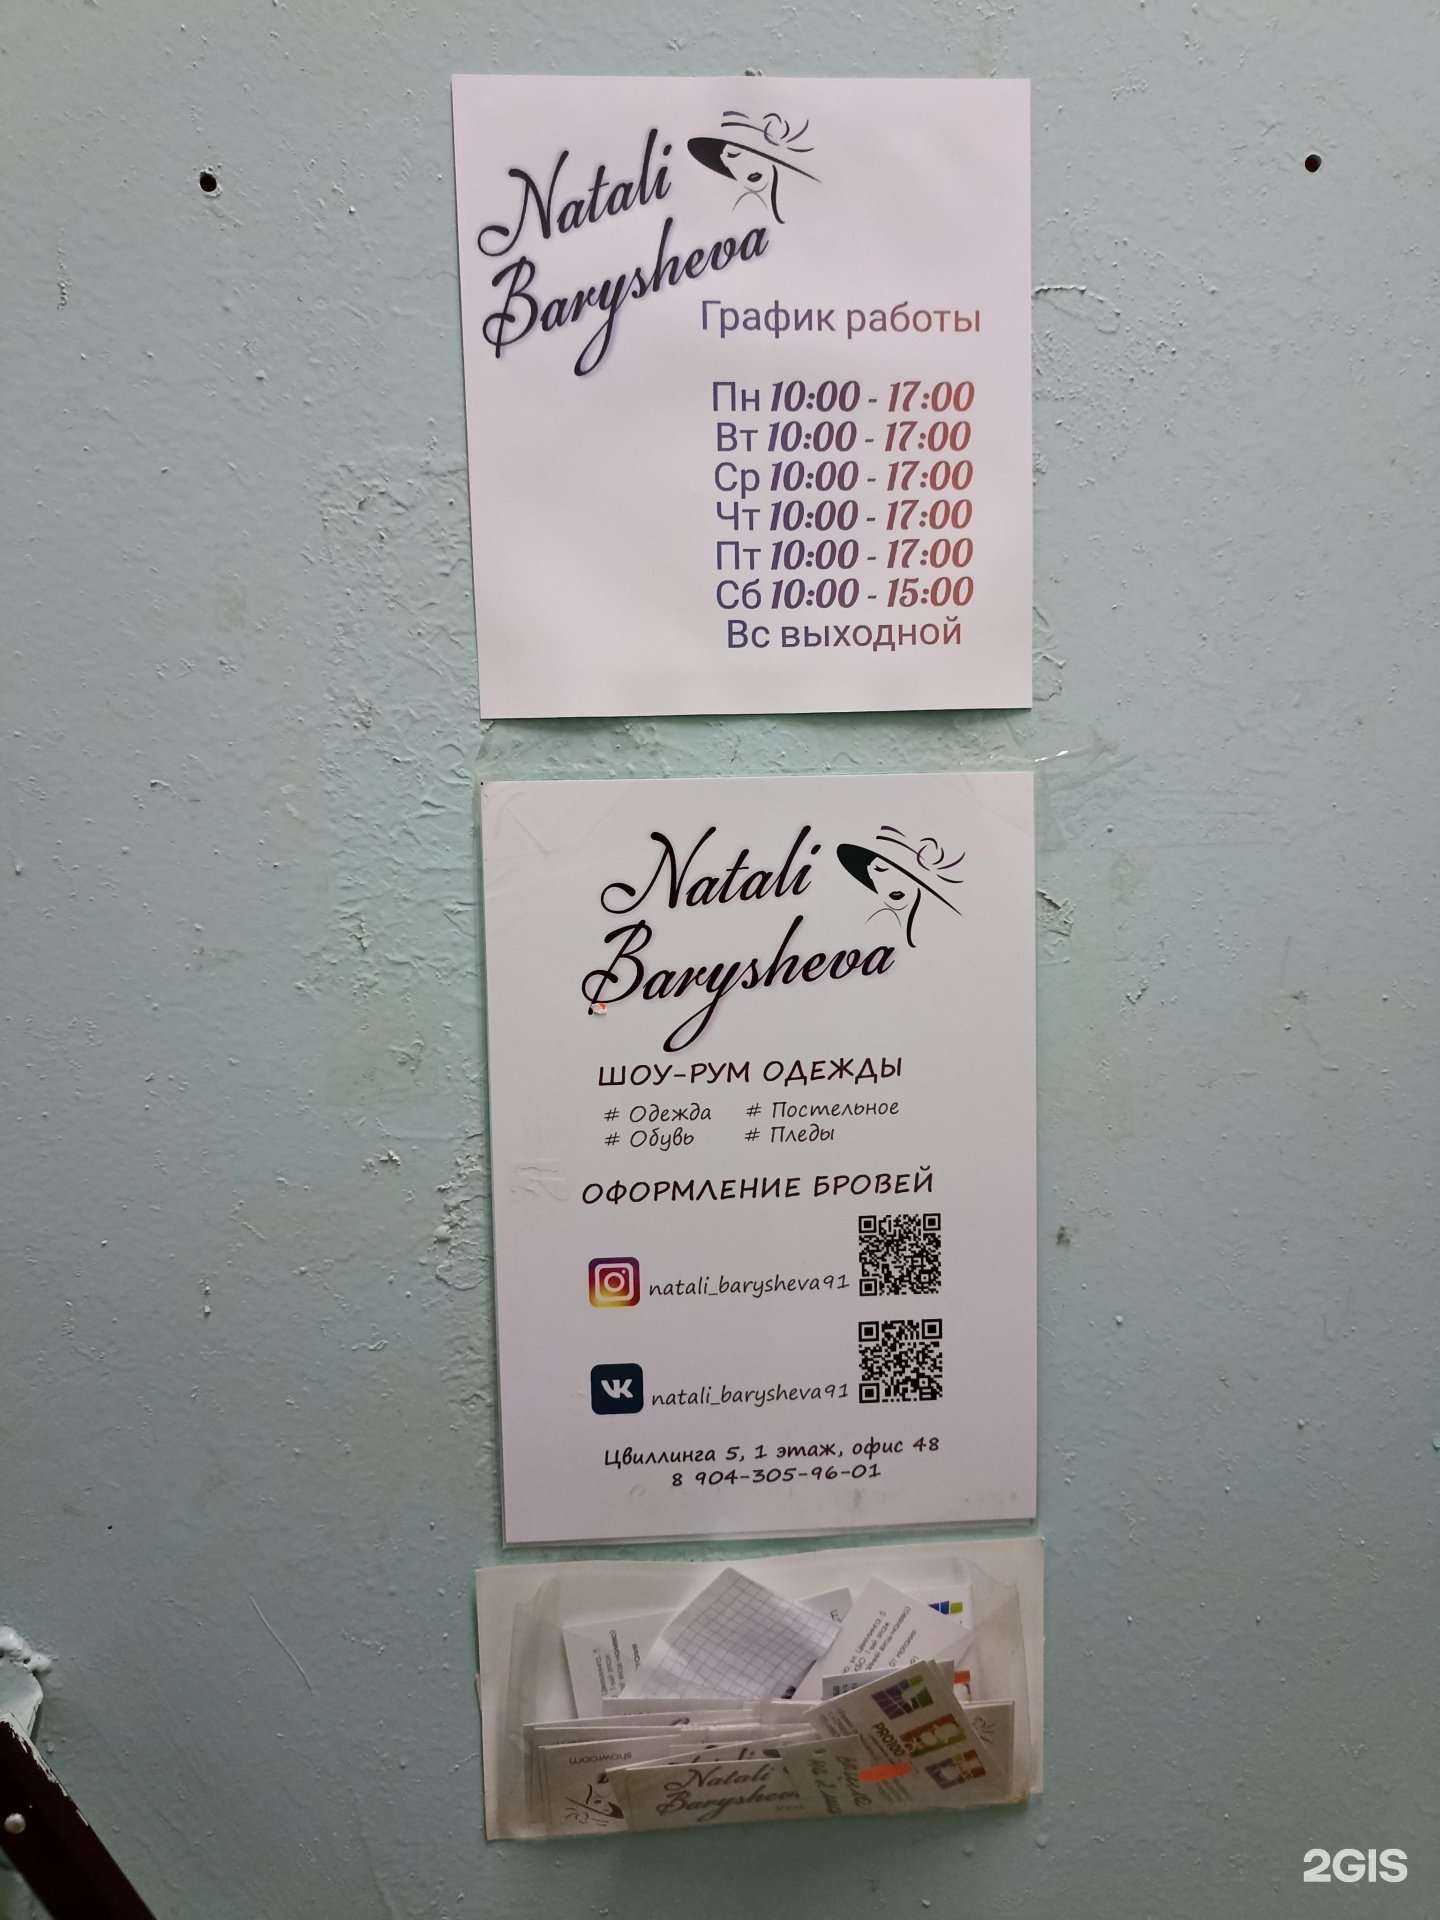 Natali
Barysheva
График работы
Пн 10:00 - 17:00
Вт 10:00 - 17:00
Ср 10:00 - 17:00
Чт 10:00 - 17:00
Пт 10:00 - 17:00
Сб 10:00 - 15:00
Вс выходной
Natali
Barysheva
ШОУ-РУМ ОДЕЖДЫ
# Одежда # Постельное
# Обувь # Пледы
ОФОРМЛЕНИЕ БРОВЕЙ
natali_barysheva91
VK natali_barysheva91
Цвиллинга 5, 1 этаж, офис 48
8 904-305-96-01
PRO100
showroom
Natali
2GIS